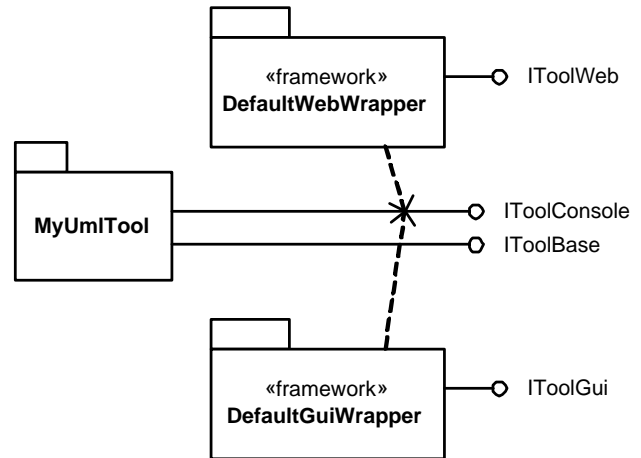 «framework»
DefaultWebWrapper
IToolWeb
MyUmlTool
IToolConsole
IToolBase
«framework»
DefaultGuiWrapper
IToolGui